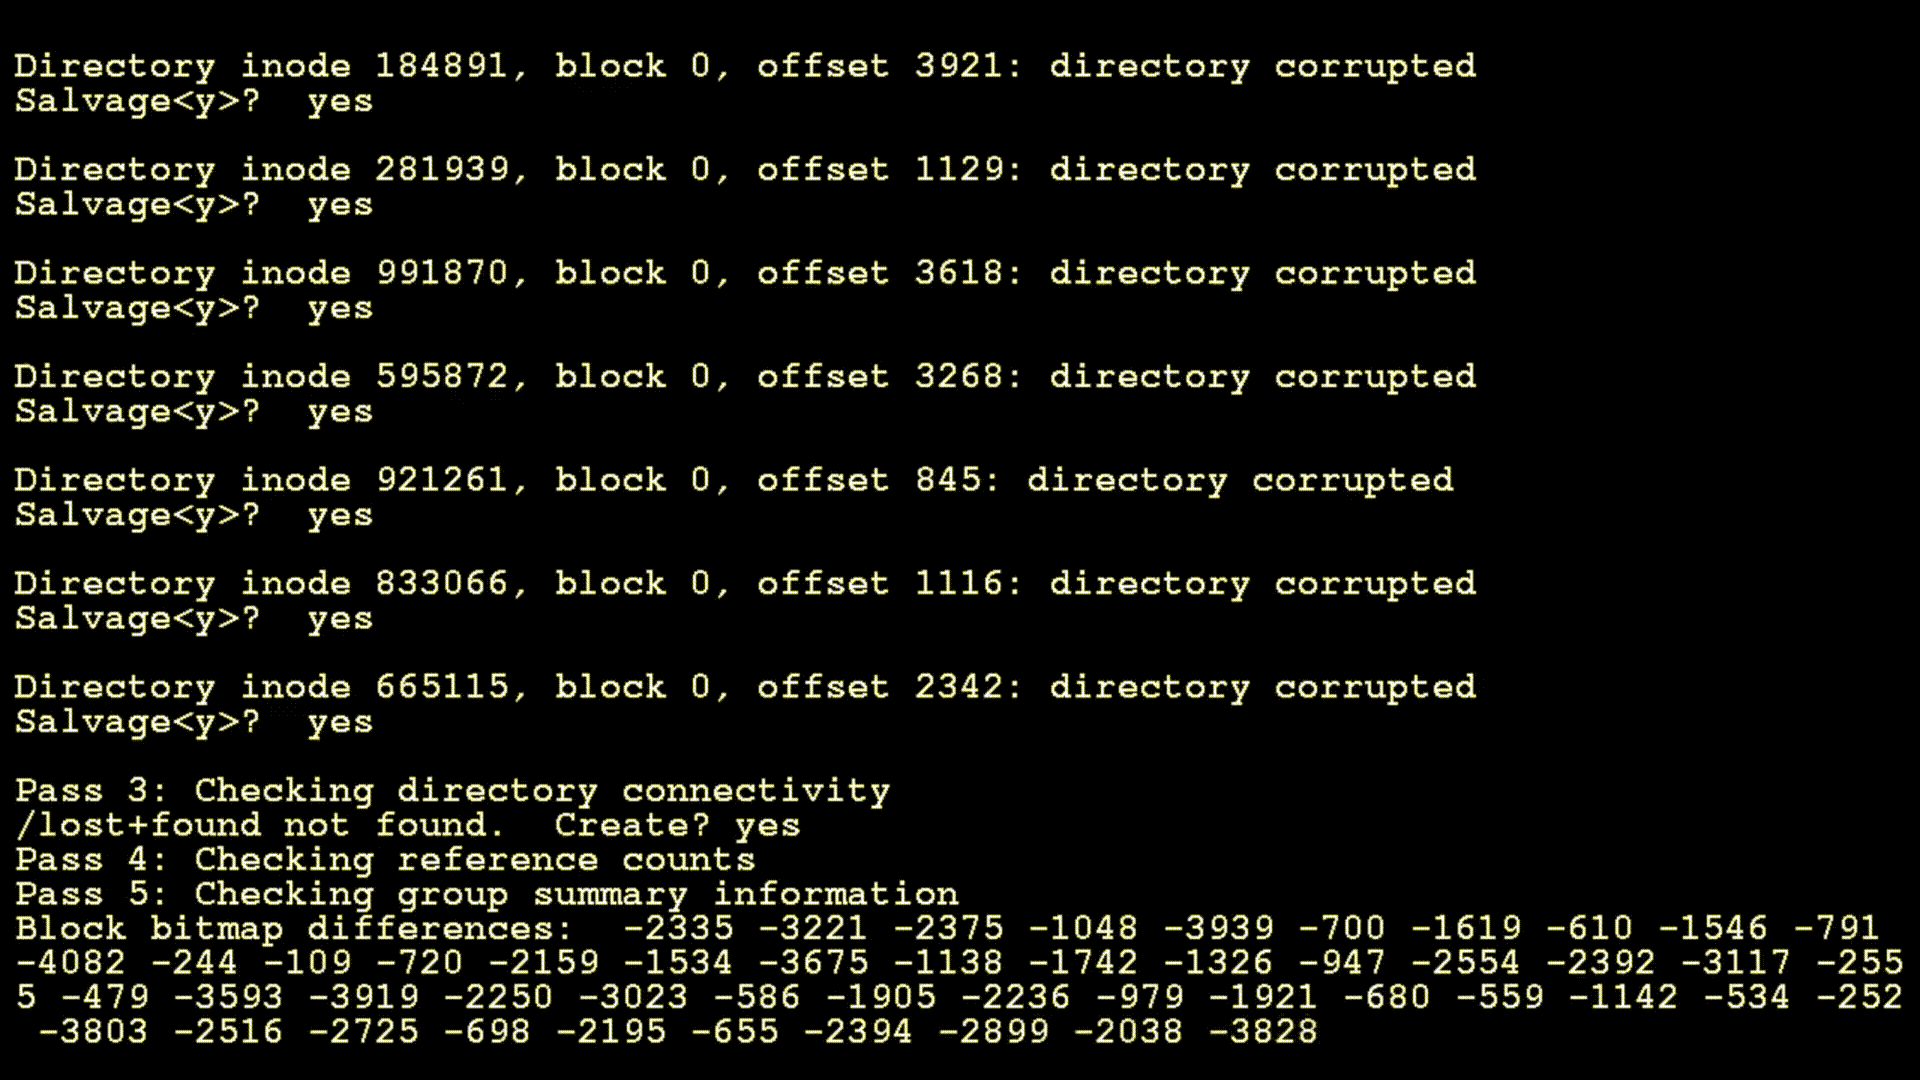 Directory inode 184891, block 0, offset 3921: directory corrupted
Salvage<y>?  yes
Directory inode 281939, block 0, offset 1129: directory corrupted
Salvage<y>?  yes
Directory inode 991870, block 0, offset 3618: directory corrupted
Salvage<y>?  yes
Directory inode 595872, block 0, offset 3268: directory corrupted
Salvage<y>?  yes
Directory inode 921261, block 0, offset 845: directory corrupted
Salvage<y>?  yes
Directory inode 833066, block 0, offset 1116: directory corrupted
Salvage<y>?  yes
Directory inode 665115, block 0, offset 2342: directory corrupted
Salvage<y>?  yes
Pass 3: Checking directory connectivity
/lost+found not found.  Create? yes
Pass 4: Checking reference counts
Pass 5: Checking group summary information
Block bitmap differences:  -2335 -3221 -2375 -1048 -3939 -700 -1619 -610 -1546 -791
-4082 -244 -109 -720 -2159 -1534 -3675 -1138 -1742 -1326 -947 -2554 -2392 -3117 -255
5 -479 -3593 -3919 -2250 -3023 -586 -1905 -2236 -979 -1921 -680 -559 -1142 -534 -252
 -3803 -2516 -2725 -698 -2195 -655 -2394 -2899 -2038 -3828